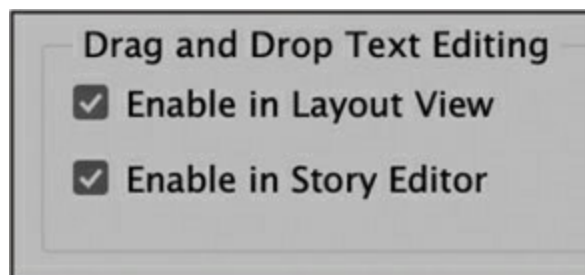 Drag and Drop Text Editing
Enable in Layout View
Enable in Story Editor